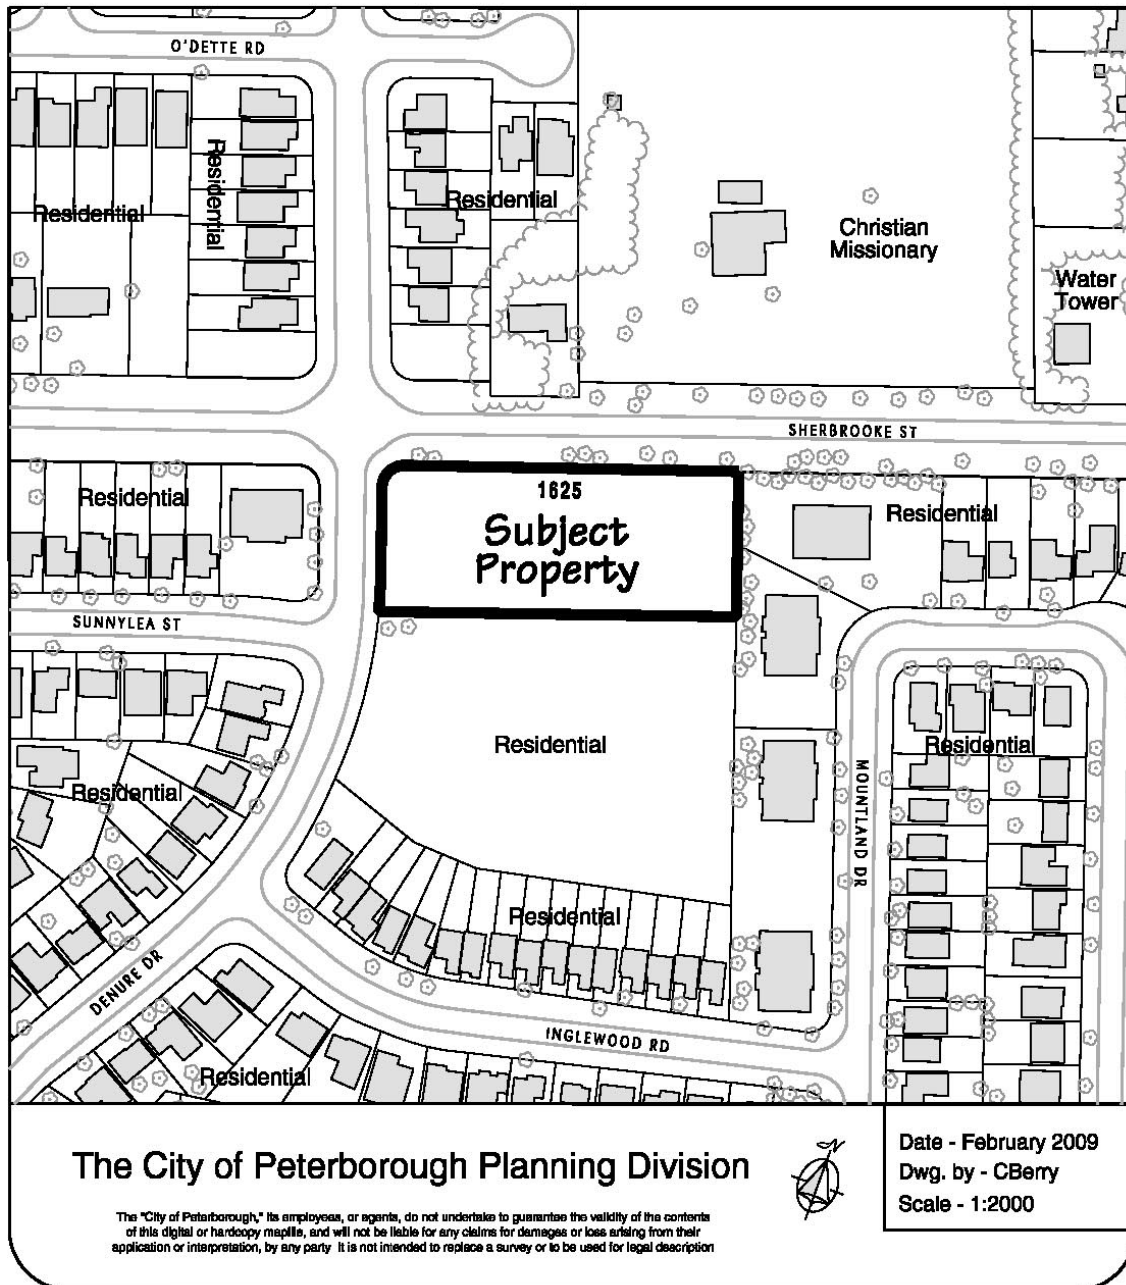 O'DETTE RD
Residential
Residential
Residential
Christian
Missionary
Water
Tower
SHERBROOKE ST
Residential
1625
Subject
Property
Residential
SUNNYLEA ST
Residential
Residential
Residential
MOUNTLAND DR
Residential
DENURE DR
INGLEWOOD RD
Residential
The City of Peterborough Planning Division
N
Date - February 2009
Dwg. by - CBerry
Scale - 1:2000
The "City of Peterborough," its employees, or agents, do not undertake to guarantee the validity of the contents
of this digital or hardcopy mapfile, and will not be liable for any claims for damages or loss arising from their
application or interpretation, by any party It is not intended to replace a survey or to be used for legal description